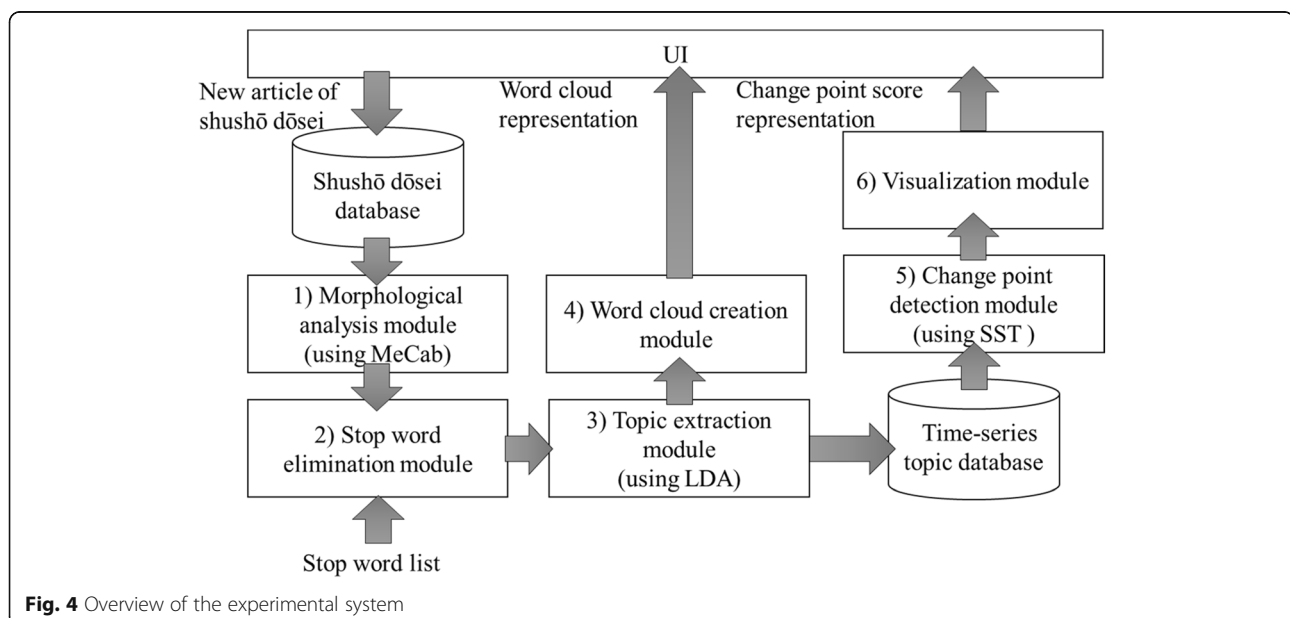 UI
New article of
shushō dōsei
Word cloud
representation
Change point score
representation
Shushō dōsei
database
6) Visualization module
1) Morphological
analysis module
(using MeCab)
4) Word cloud creation
module
5) Change point
detection module
(using SST )
2) Stop word
elimination module
3) Topic extraction
module
(using LDA)
Time-series
topic database
Stop word list
Fig. 4 Overview of the experimental system